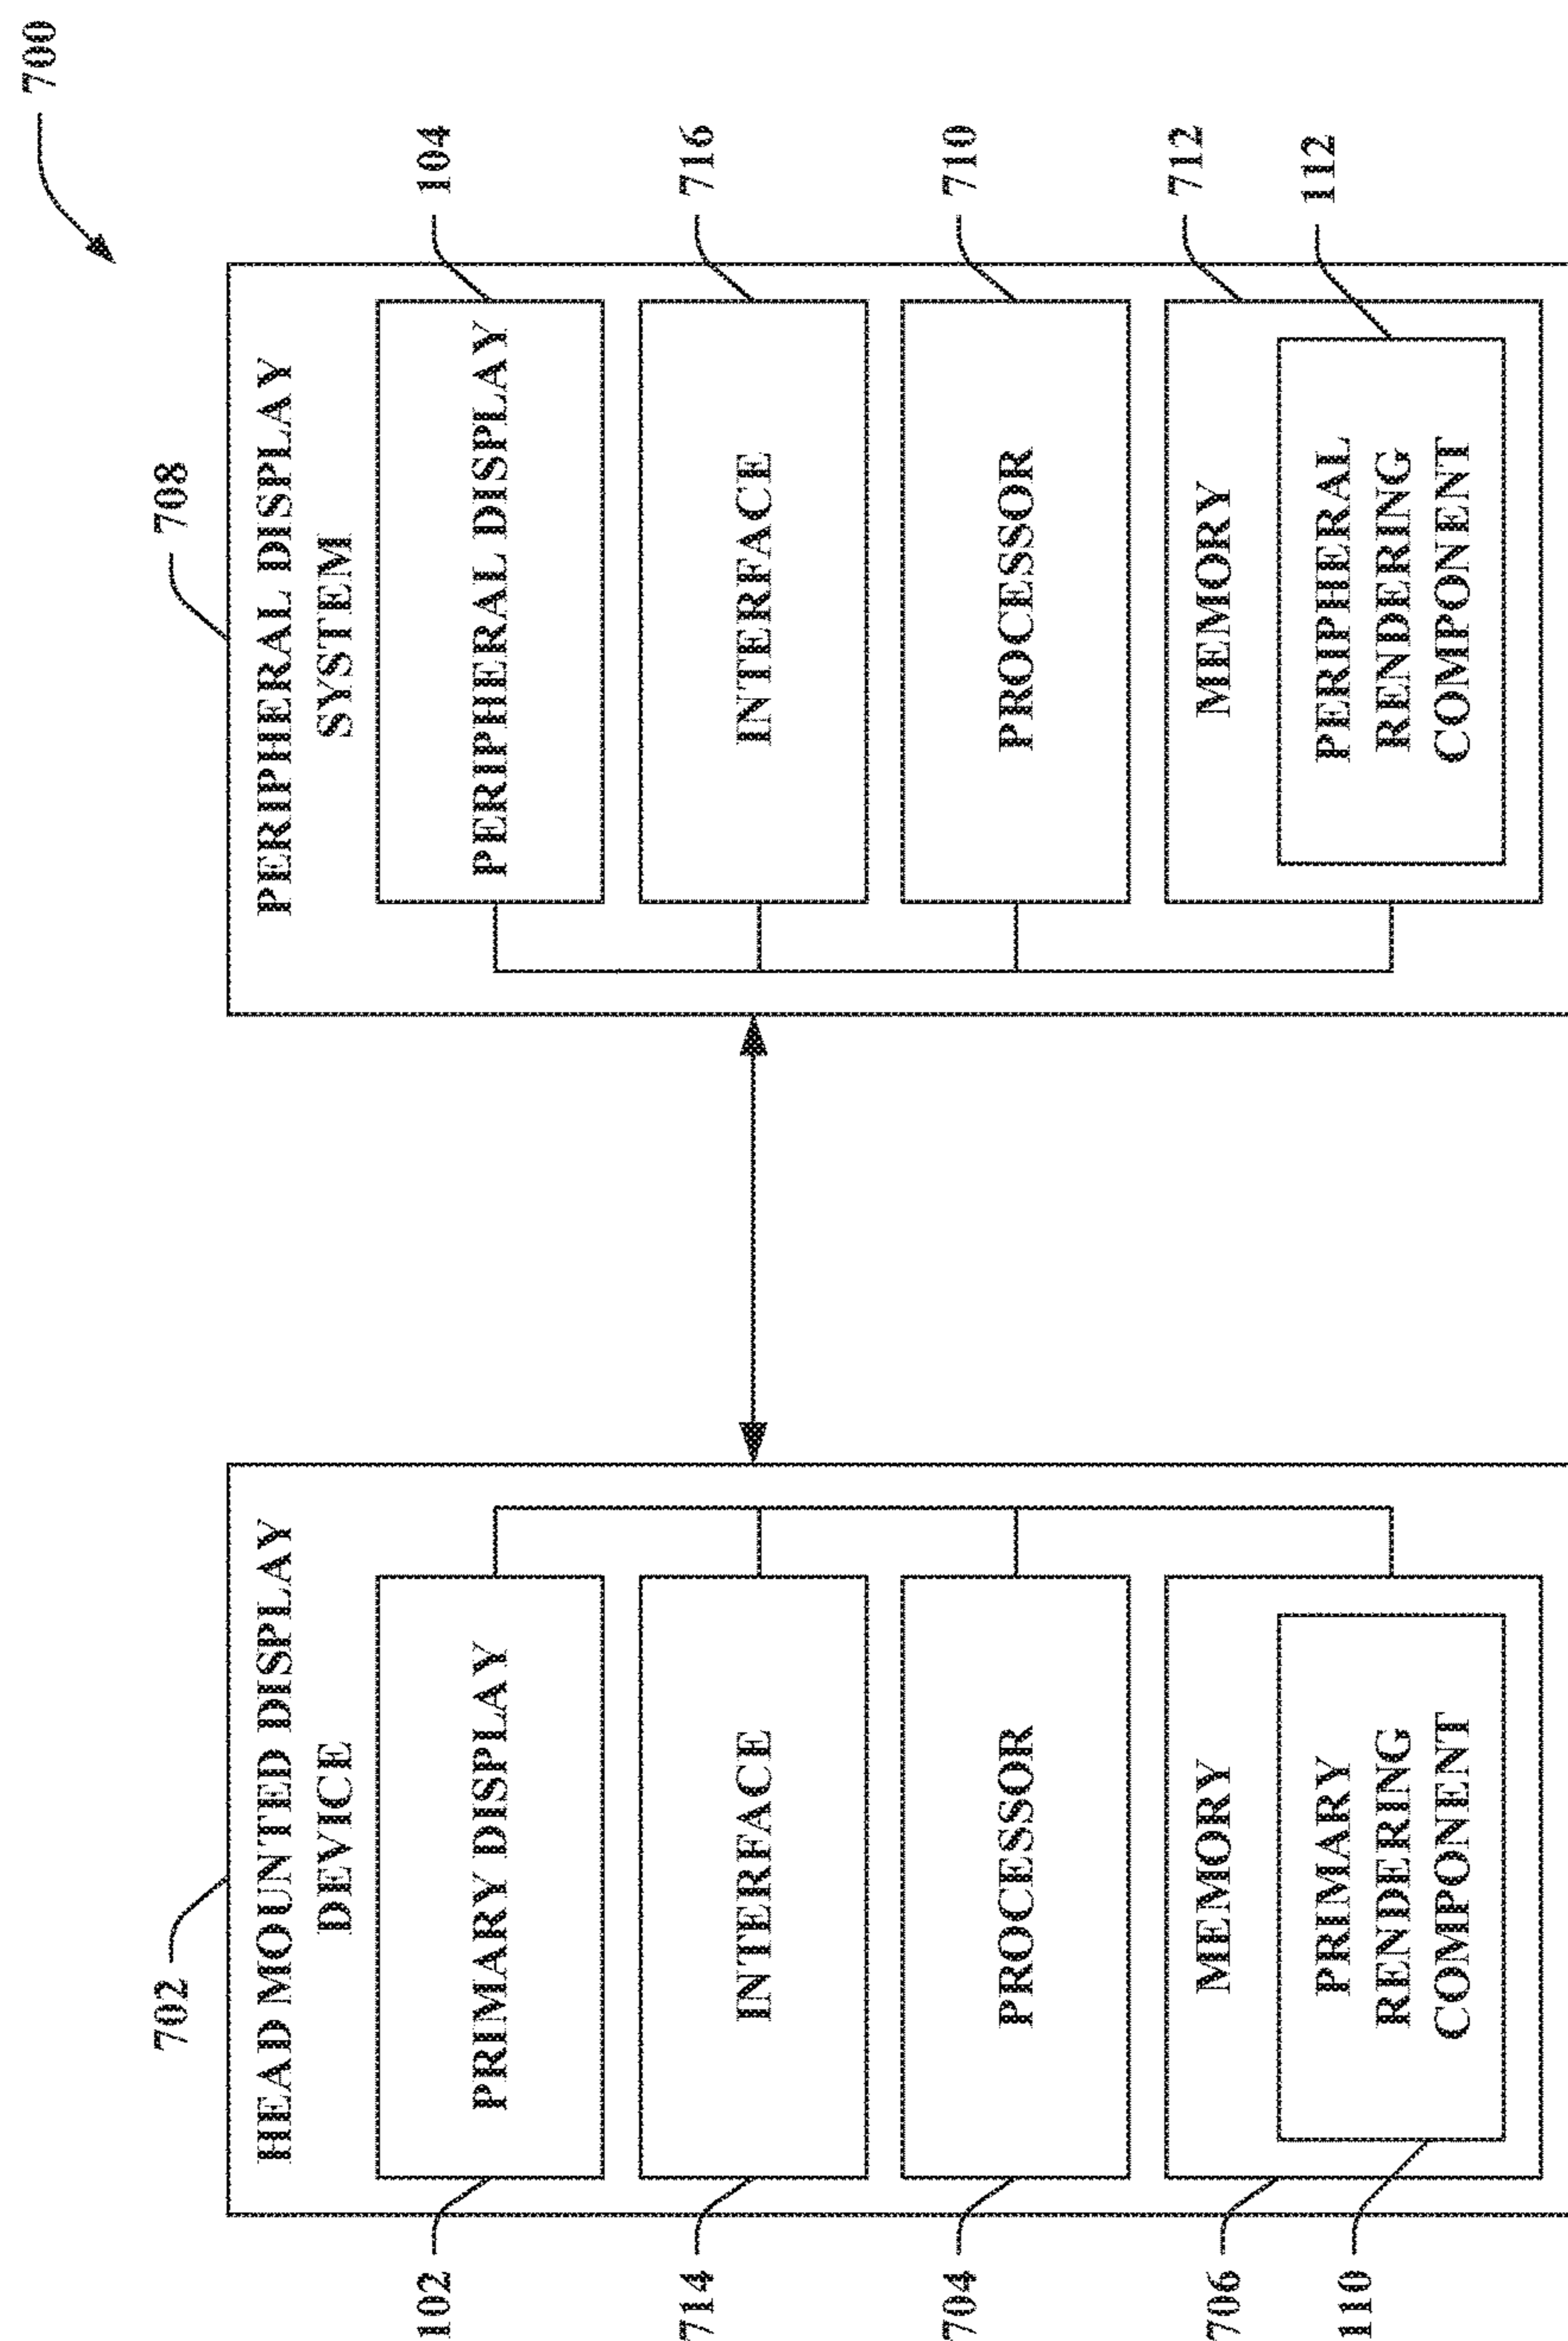 700
702
HEAD MOUNTED DISPLAY
DEVICE
102
PRIMARY DISPLAY
714
INTERFACE
704
PROCESSOR
706
MEMORY
110
PRIMARY
RENDERING
COMPONENT
708
PERIPHERAL DISPLAY
SYSTEM
PERIPHERAL DISPLAY
104
INTERFACE
716
PROCESSOR
710
MEMORY
712
PERIPHERAL
RENDERING
COMPONENT
112